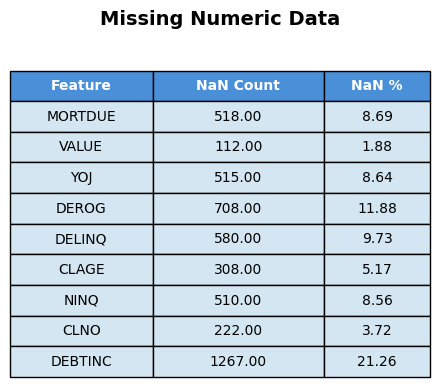 Missing Numeric Data
Feature NaN Count NaN %
MORTDUE 518.00 8.69
VALUE 112.00 1.88
YOJ 515.00 8.64
DEROG 708.00 11.88
DELINQ 580.00 9.73
CLAGE 308.00 5.17
NINQ 510.00 8.56
CLNO 222.00 3.72
DEBTINC 1267.00 21.26